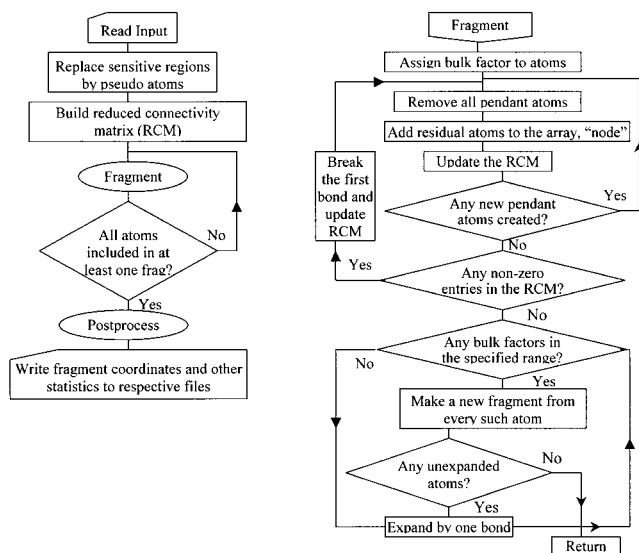 Read Input
Replace sensitive regions
by pseudo atoms
Build reduced connectivity
matrix (RCM)
Fragment
All atoms
included in at
least one frag?
No
Yes
Postprocess
Write fragment coordinates and other
statistics to respective files
Fragment
Assign bulk factor to atoms
Remove all pendant atoms
Add residual atoms to the array, “node”
Update the RCM
Break
the first
bond and
update
RCM
Any new pendant
atoms created?
Yes
No
Any non-zero
entries in the RCM?
Yes
No
Any bulk factors in
the specified range?
No
Yes
Make a new fragment from
every such atom
Any unexpanded
atoms?
No
Yes
Expand by one bond
Return